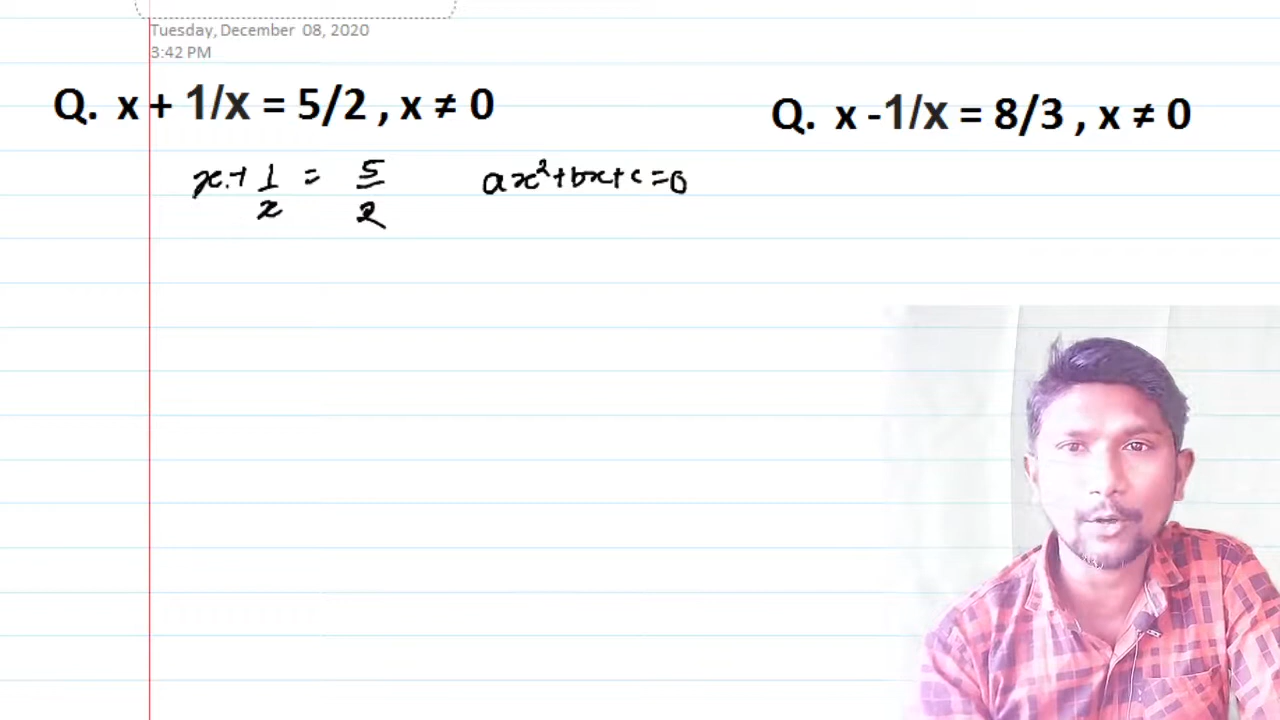 Tuesday, December 08, 2020
3:42 PM
Q. x + 1/x = 5/2 , x ≠ 0
Q. x -1/x = 8/3 , x ≠ 0
x + 1/x = 5/2
ax²+bx+c=0